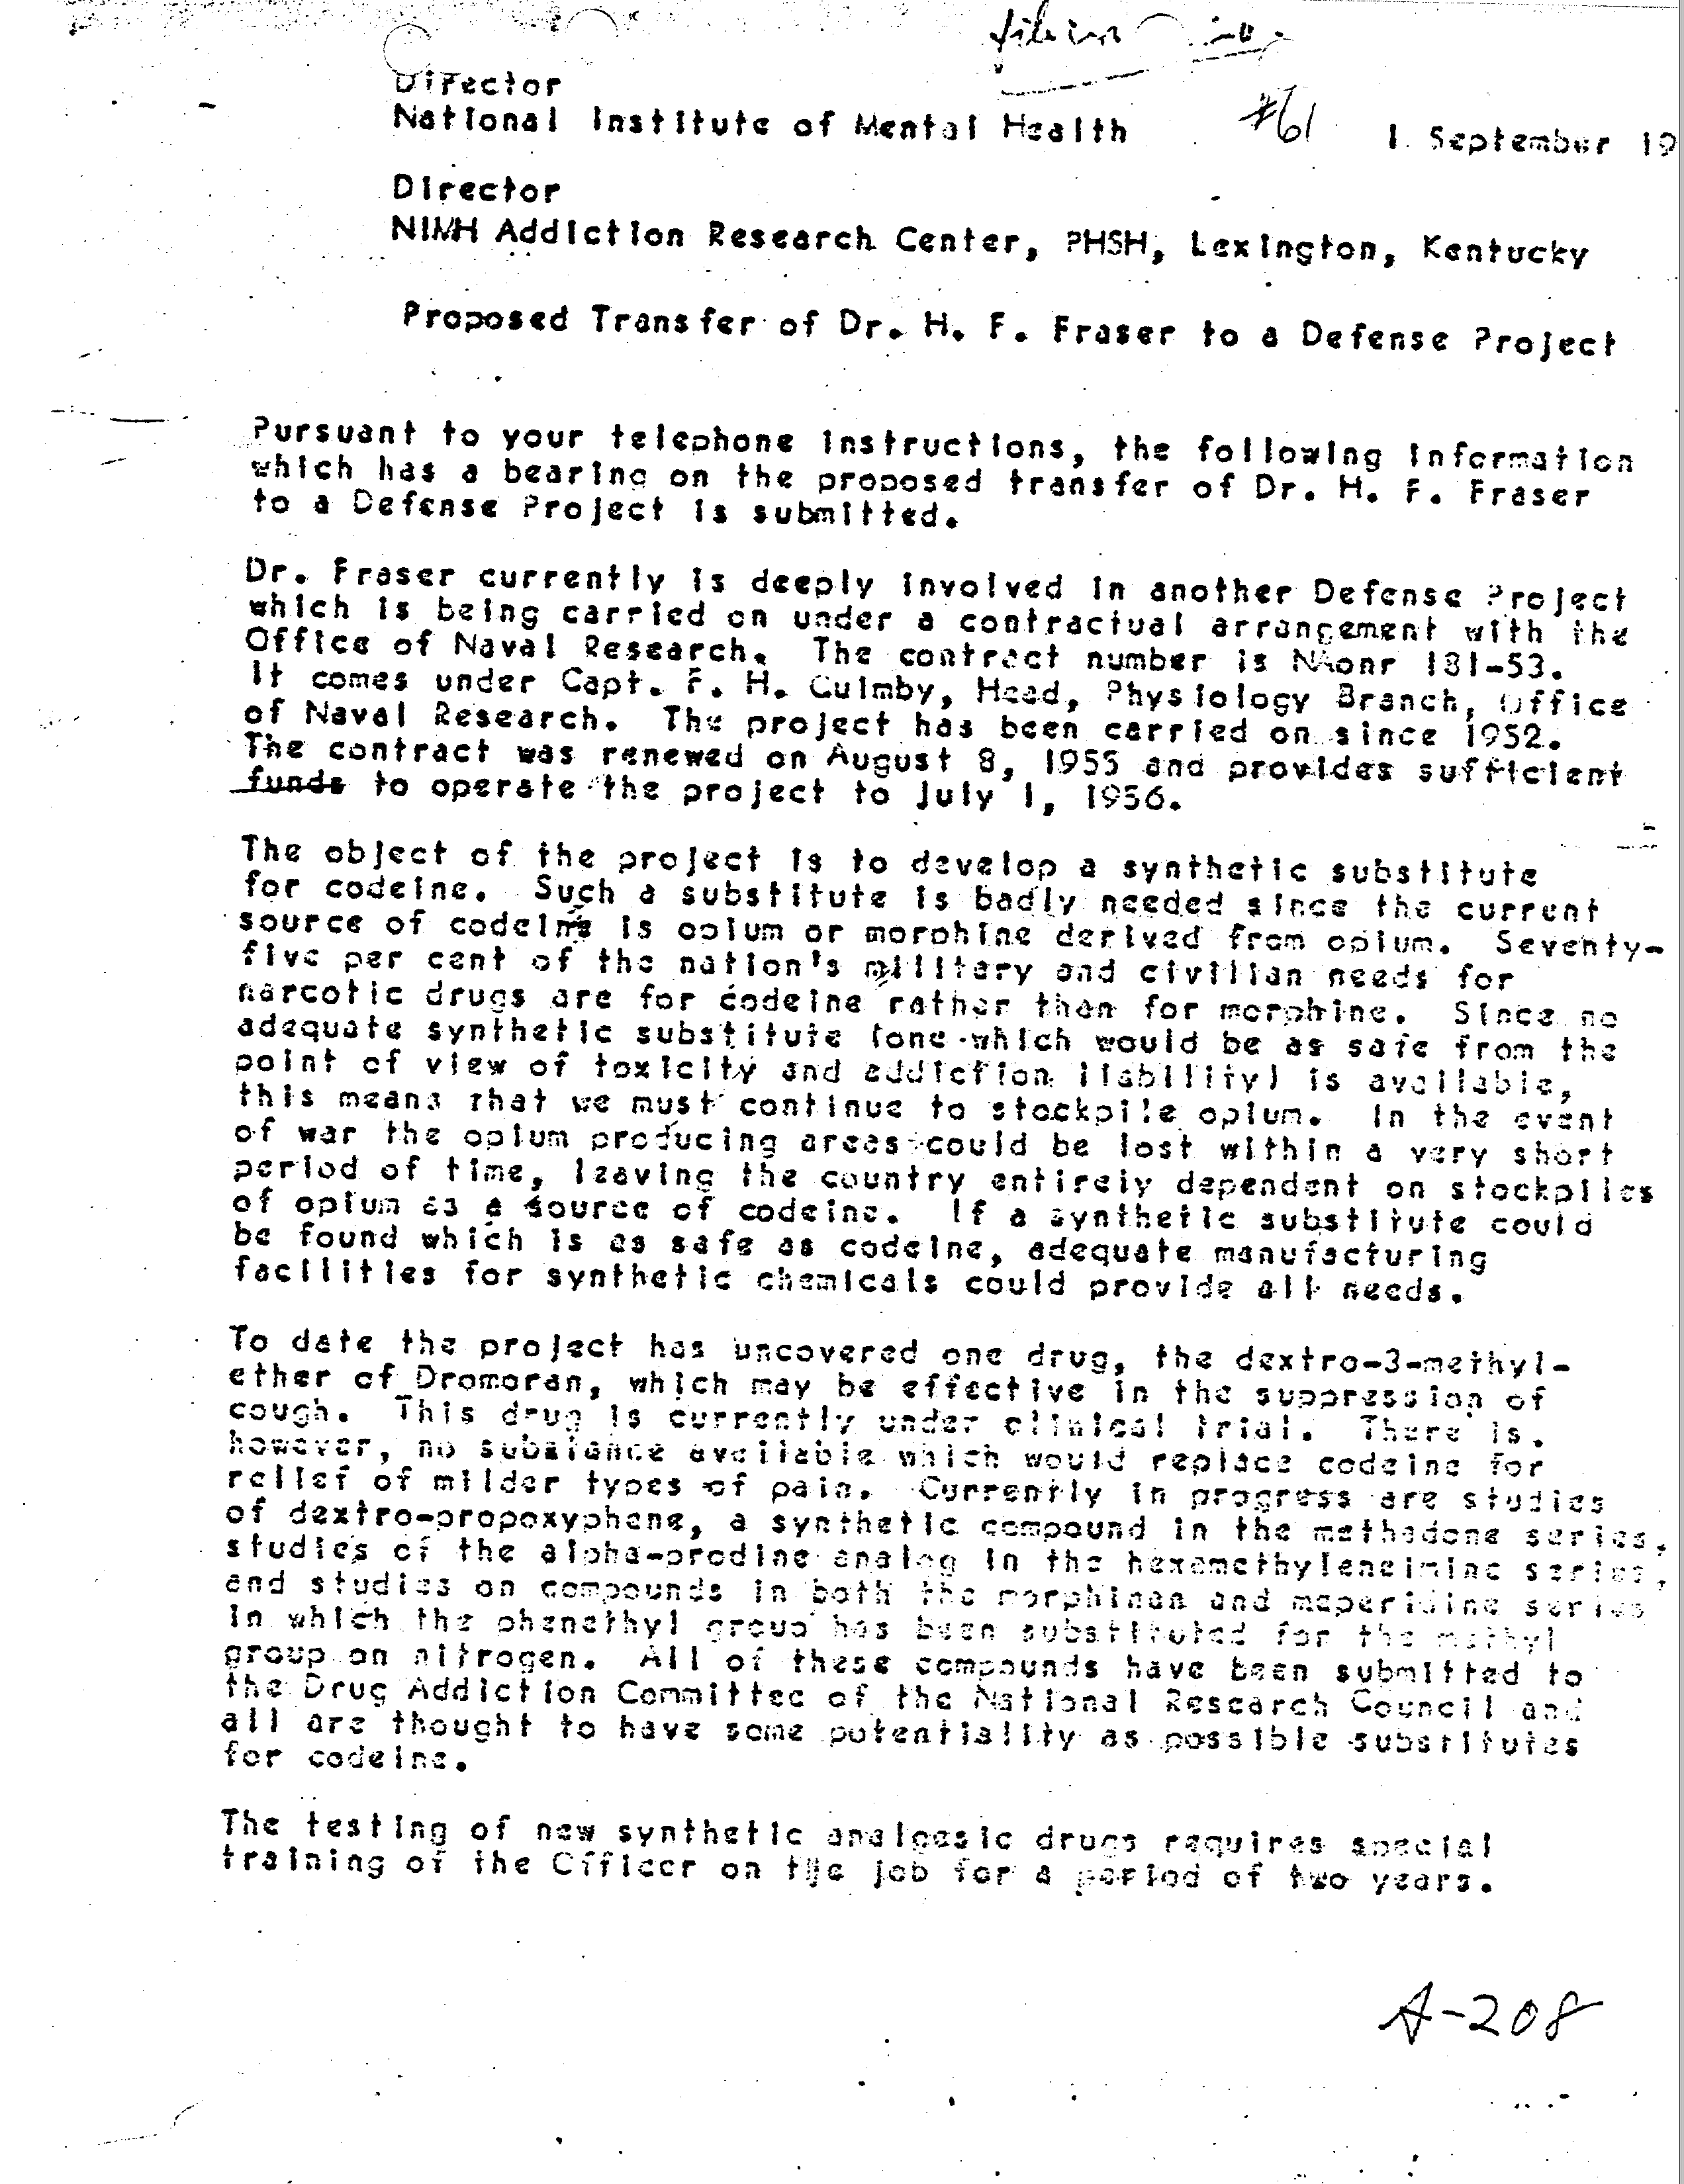 Director
National Institute of Mental Health
#61
1 September 19
Director
NIMH Addiction Research Center, PHSH, Lexington, Kentucky
Proposed Transfer of Dr. H. F. Fraser to a Defense Project
Pursuant to your telephone instructions, the following information
which has a bearing on the proposed transfer of Dr. H. F. Fraser
to a Defense Project is submitted.
Dr. Fraser currently is deeply involved in another Defense Project
which is being carried on under a contractual arrangement with the
Office of Naval Research. The contract number is NAonr 181-53.
It comes under Capt. F. H. Quimby, Head, Physiology Branch, Office
of Naval Research. The project has been carried on since 1952.
The contract was renewed on August 8, 1955 and provides sufficient
funds to operate the project to July 1, 1956.
The object of the project is to develop a synthetic substitute
for codeine. Such a substitute is badly needed since the current
source of codeine is opium or morphine derived from opium. Seventy-
five per cent of the nation's military and civilian needs for
narcotic drugs are for codeine rather than for morphine. Since no
adequate synthetic substitute (one which would be as safe from the
point of view of toxicity and addiction liability) is available,
this means that we must continue to stockpile opium. In the event
of war the opium producing areas could be lost within a very short
period of time, leaving the country entirely dependent on stockpiles
of opium as a source of codeine. If a synthetic substitute could
be found which is as safe as codeine, adequate manufacturing
facilities for synthetic chemicals could provide all needs.
To date the project has uncovered one drug, the dextro-3-methyl-
ether of Dromoran, which may be effective in the suppression of
cough. This drug is currently under clinical trial. There is,
however, no substance available which would replace codeine for
relief of milder types of pain. Currently in progress are studies
of dextro-propoxyphene, a synthetic compound in the methadone series,
studies of the alpha-prodine analog in the hexamethyleneimine series,
and studies on compounds in both the morphinan and meperidine series
in which the phenethyl group has been substituted for the methyl
group on nitrogen. All of these compounds have been submitted to
the Drug Addiction Committee of the National Research Council and
all are thought to have some potentiality as possible substitutes
for codeine.
The testing of new synthetic analgesic drugs requires special
training of the Officer on the job for a period of two years.
A-208